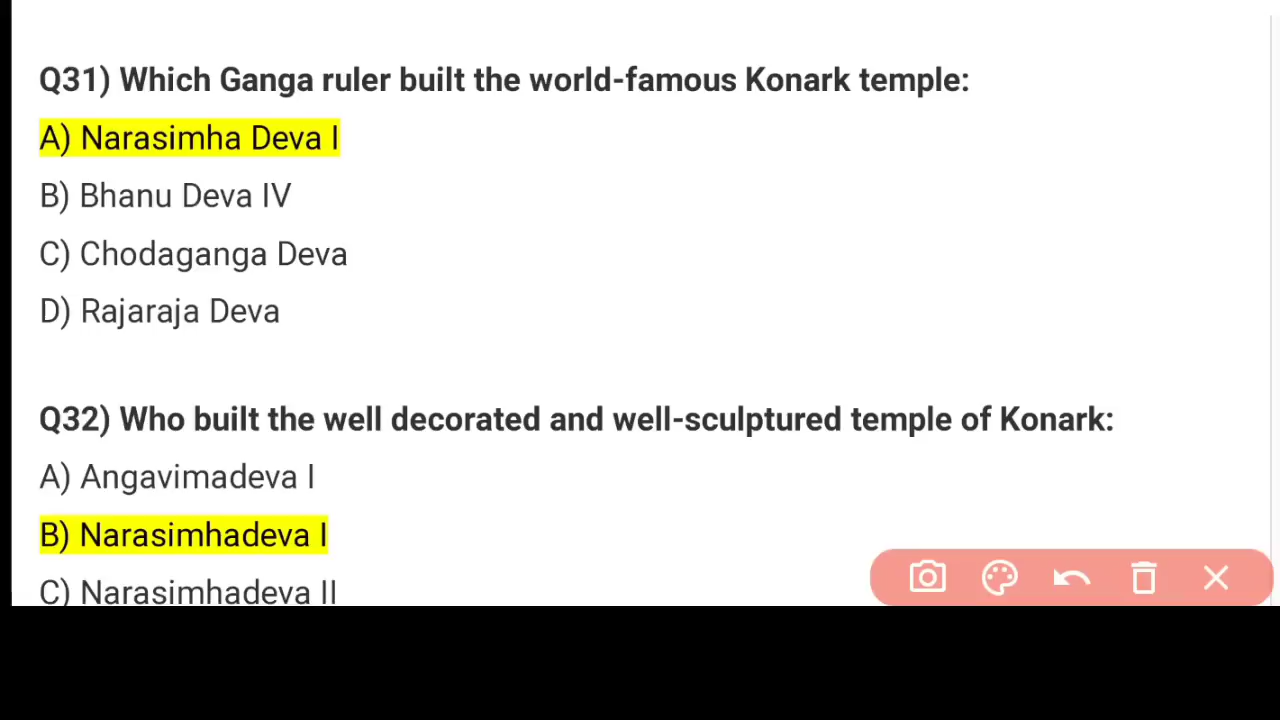 Q31) Which Ganga ruler built the world-famous Konark temple:
A) Narasimha Deva I
B) Bhanu Deva IV
C) Chodaganga Deva
D) Rajaraja Deva
Q32) Who built the well decorated and well-sculptured temple of Konark:
A) Angavimadeva I
B) Narasimhadeva I
C) Narasimhadeva II